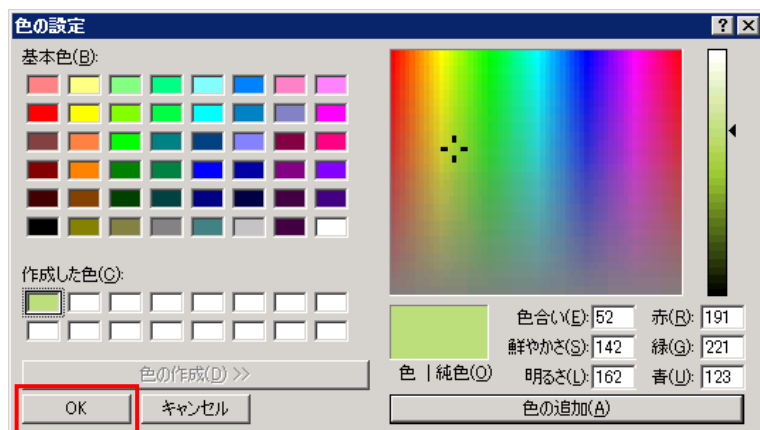 色の設定
基本色(B):
作成した色(C):
色の作成(D) >>
OK
キャンセル
色 | 純色(O)
色合い(E): 52
鮮やかさ(S): 142
明るさ(L): 162
赤(R): 191
緑(G): 221
青(U): 123
色の追加(A)